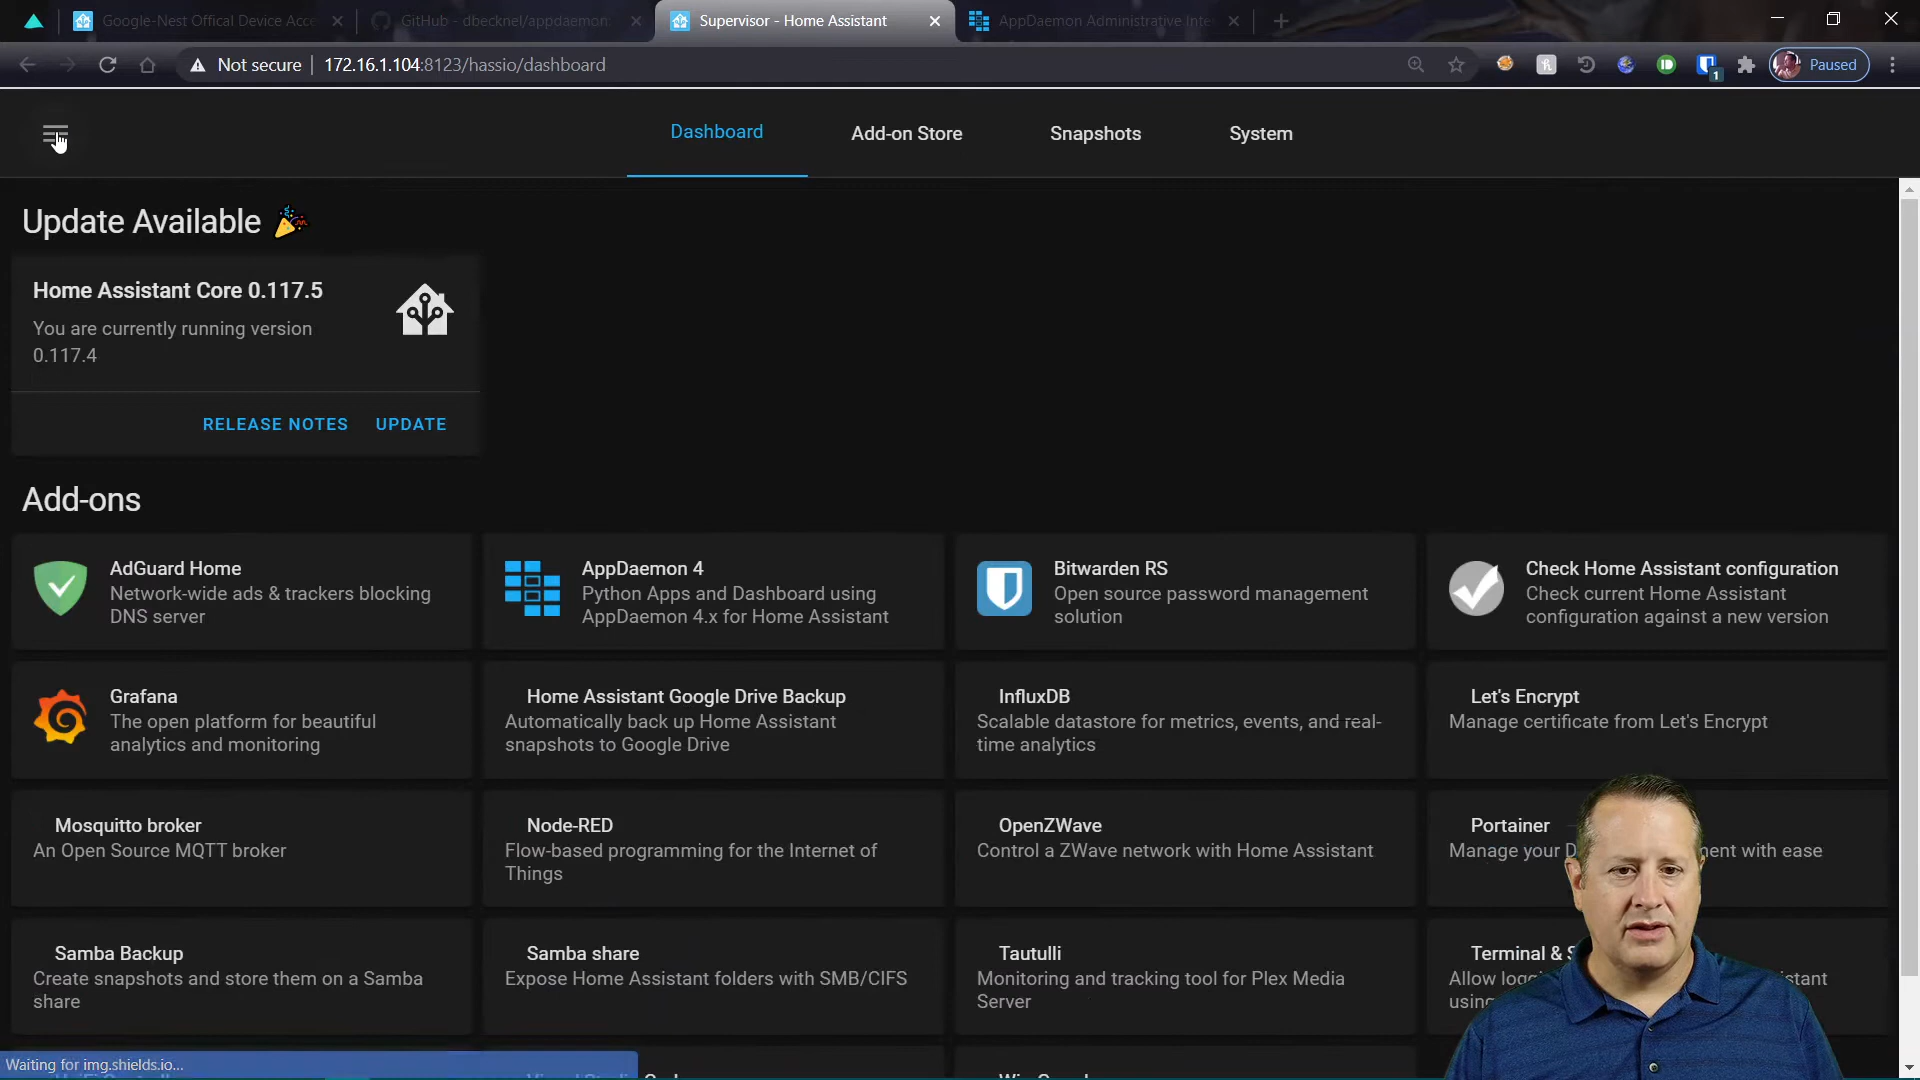 Google-Nest Offical Device Acce
GitHub - dbecknel/appdaemon
Supervisor - Home Assistant
AppDaemon Administrative Inte
Not secure
172.16.1.104:8123/hassio/dashboard
1
Paused
Dashboard
Add-on Store
Snapshots
System
Update Available
Home Assistant Core 0.117.5
You are currently running version
0.117.4
RELEASE NOTES
UPDATE
Add-ons
AdGuard Home
Network-wide ads & trackers blocking
DNS server
AppDaemon 4
Python Apps and Dashboard using
AppDaemon 4.x for Home Assistant
Bitwarden RS
Open source password management
solution
Check Home Assistant configuration
Check current Home Assistant
configuration against a new version
Grafana
The open platform for beautiful
analytics and monitoring
Home Assistant Google Drive Backup
Automatically back up Home Assistant
snapshots to Google Drive
InfluxDB
Scalable datastore for metrics, events, and real-
time analytics
Let's Encrypt
Manage certificate from Let's Encrypt
Mosquitto broker
An Open Source MQTT broker
Node-RED
Flow-based programming for the Internet of
Things
OpenZWave
Control a ZWave network with Home Assistant
Portainer
Manage your D ment with ease
Samba Backup
Create snapshots and store them on a Samba
share
Samba share
Expose Home Assistant folders with SMB/CIFS
Tautulli
Monitoring and tracking tool for Plex Media
Server
Terminal & S
Allow logg istant
using
Waiting for img.shields.io...